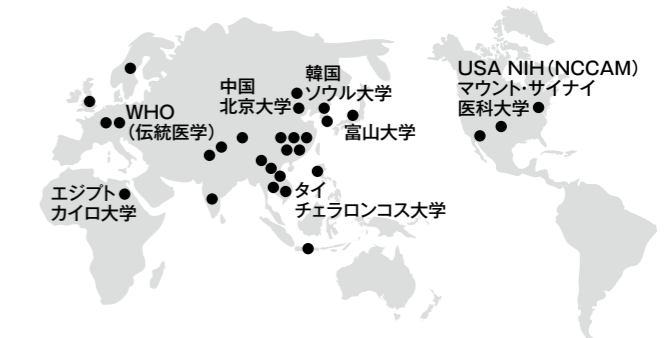 USA NIH(NCCAM)
マウント・サイナイ
医科大学
韓国
ソウル大学
中国
北京大学
WHO
(伝統医学)
富山大学
エジプト
カイロ大学
タイ
チェラロンコス大学